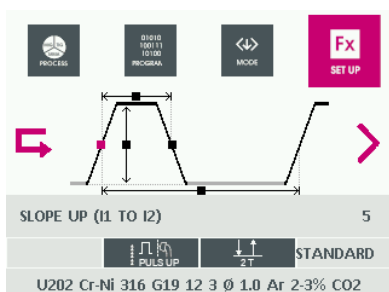 01010
100111
10100
Fx
PROCESS
PROGRAM
MODE
SET UP
SLOPE UP (I1 TO I2) 5
PULS UP 2T STANDARD
U202 Cr-Ni 316 G19 12 3 Ø 1.0 Ar 2-3% CO2